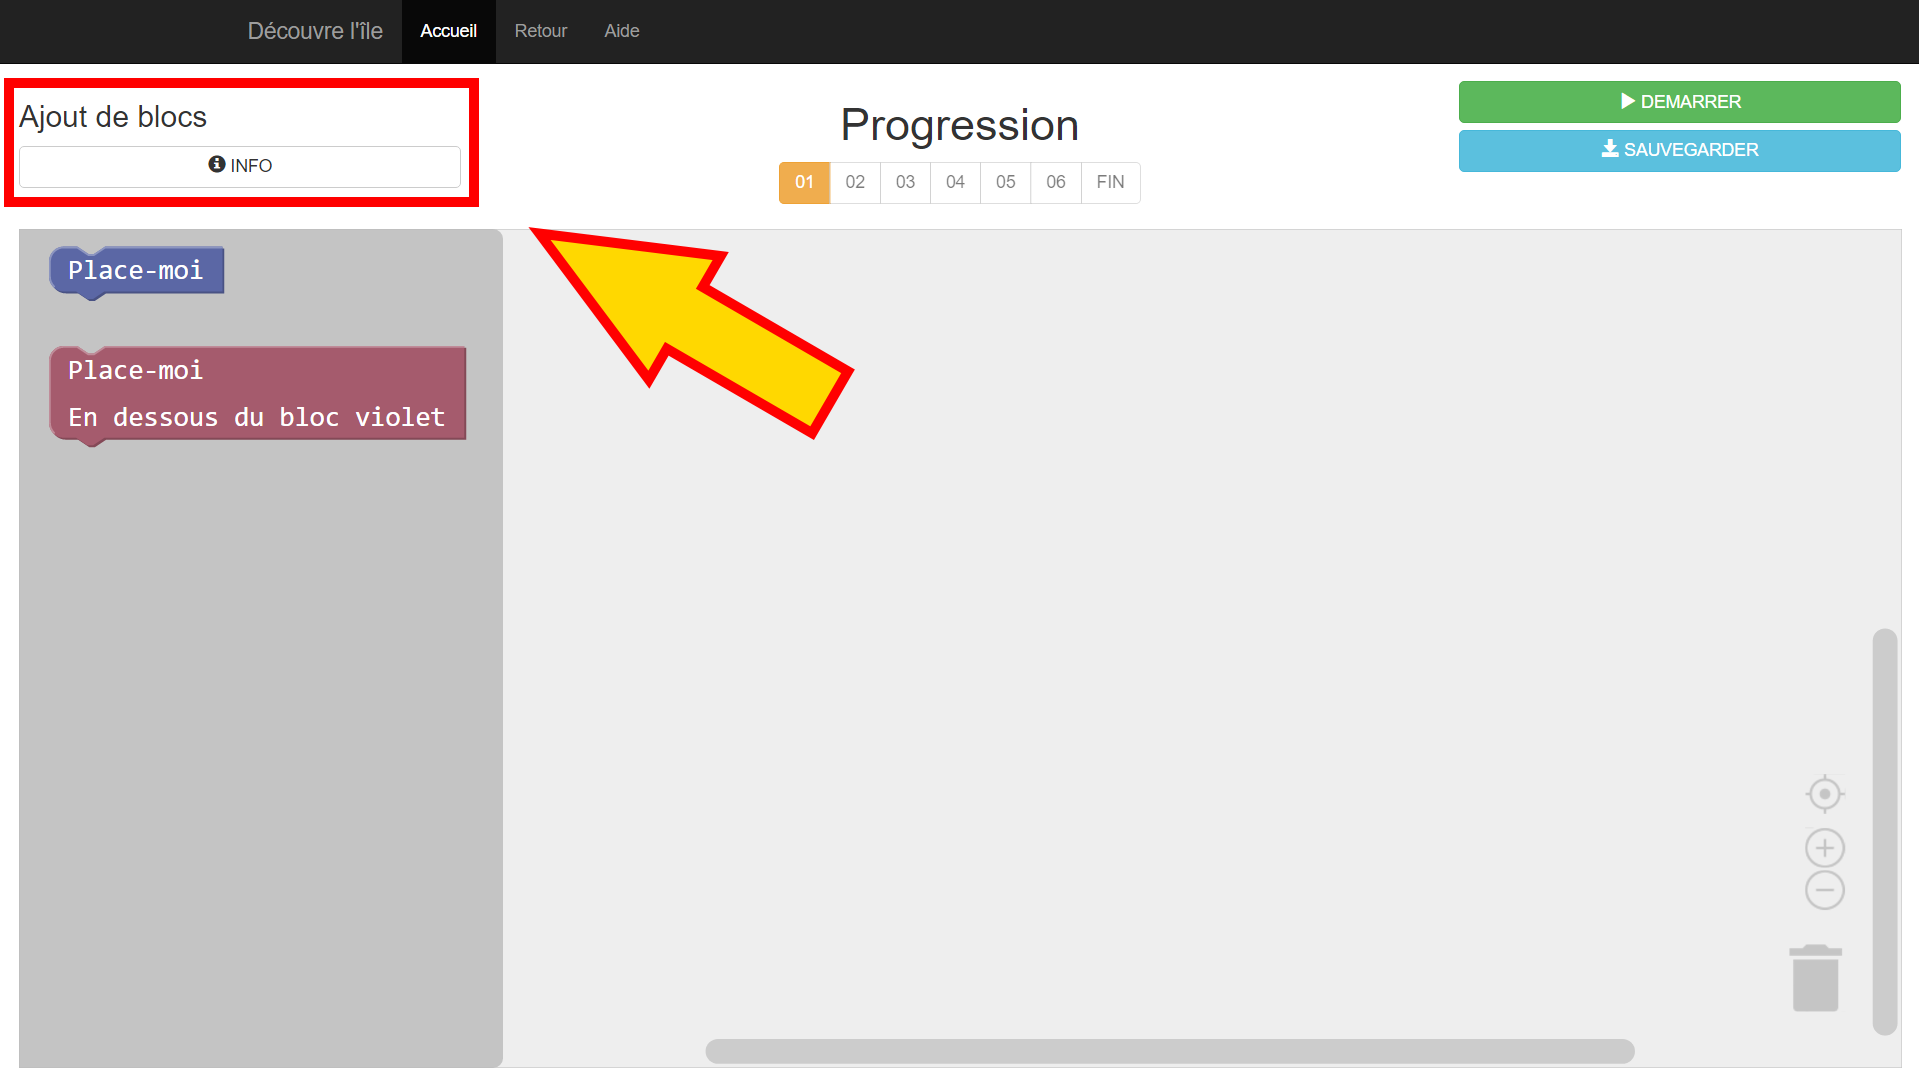 Découvre l'île Accueil Retour Aide
Ajout de blocs
INFO
Progression
01 02 03 04 05 06 FIN
DEMARRER
SAUVEGARDER
Place-moi
Place-moi
En dessous du bloc violet